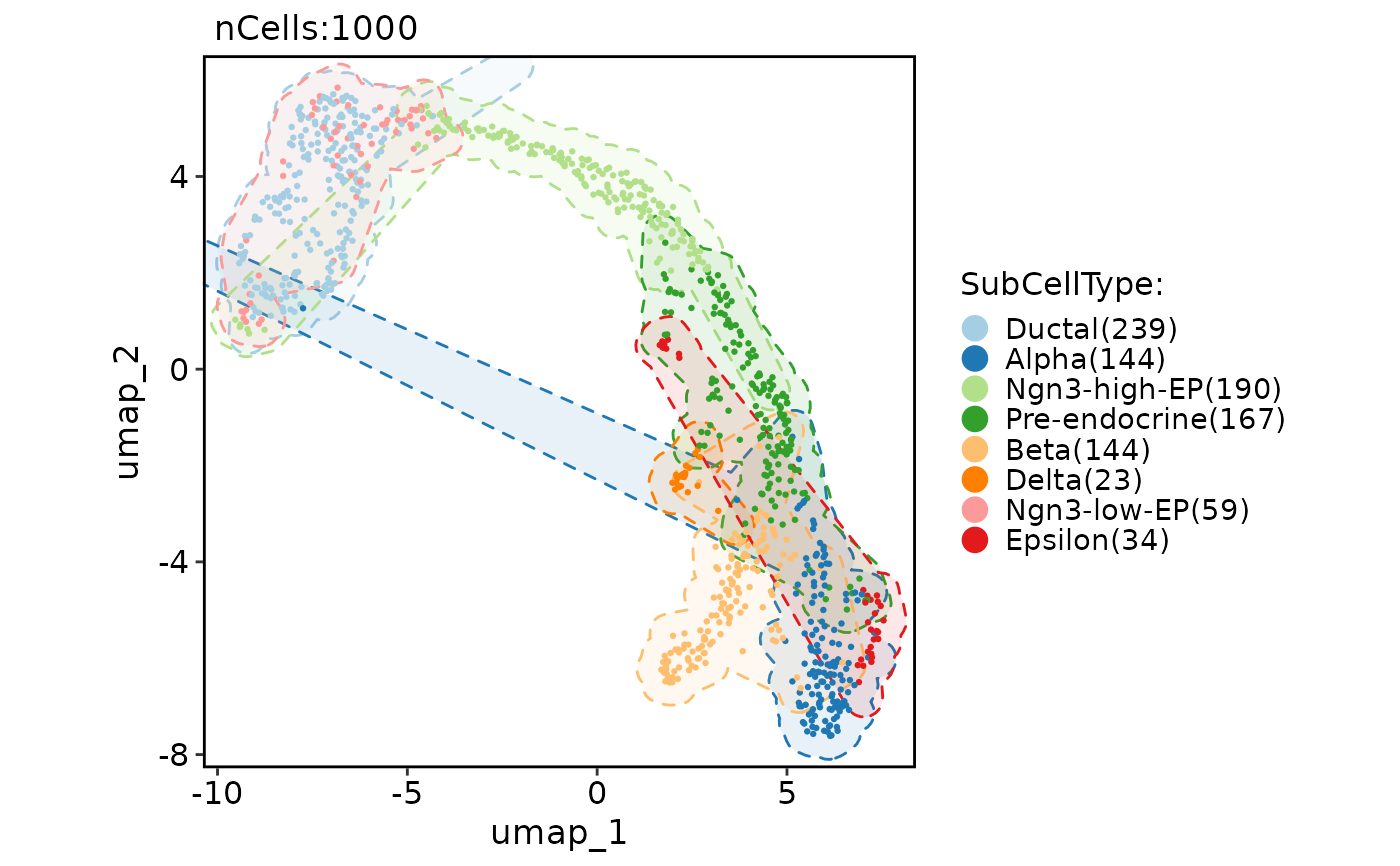 nCells:1000
umap_2
4
0
-4
-8
-10
-5
0
5
umap_1
SubCellType:
Ductal(239)
Alpha(144)
Ngn3-high-EP(190)
Pre-endocrine(167)
Beta(144)
Delta(23)
Ngn3-low-EP(59)
Epsilon(34)